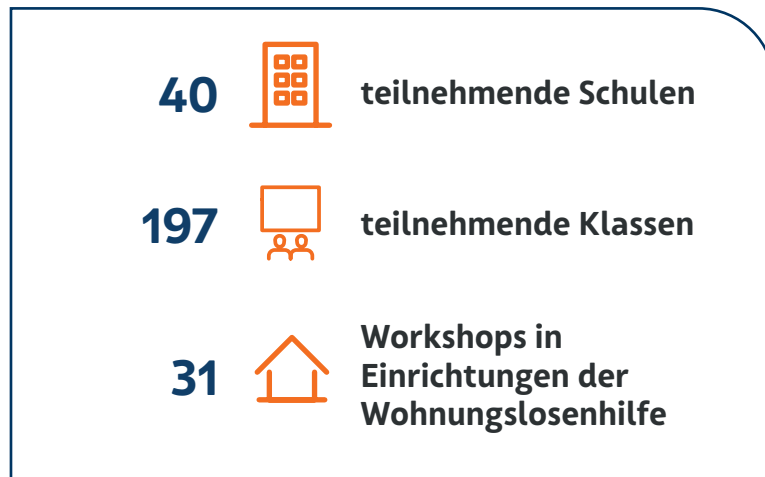 40 teilnehmende Schulen
197 teilnehmende Klassen
31 Workshops in
Einrichtungen der
Wohnungslosenhilfe